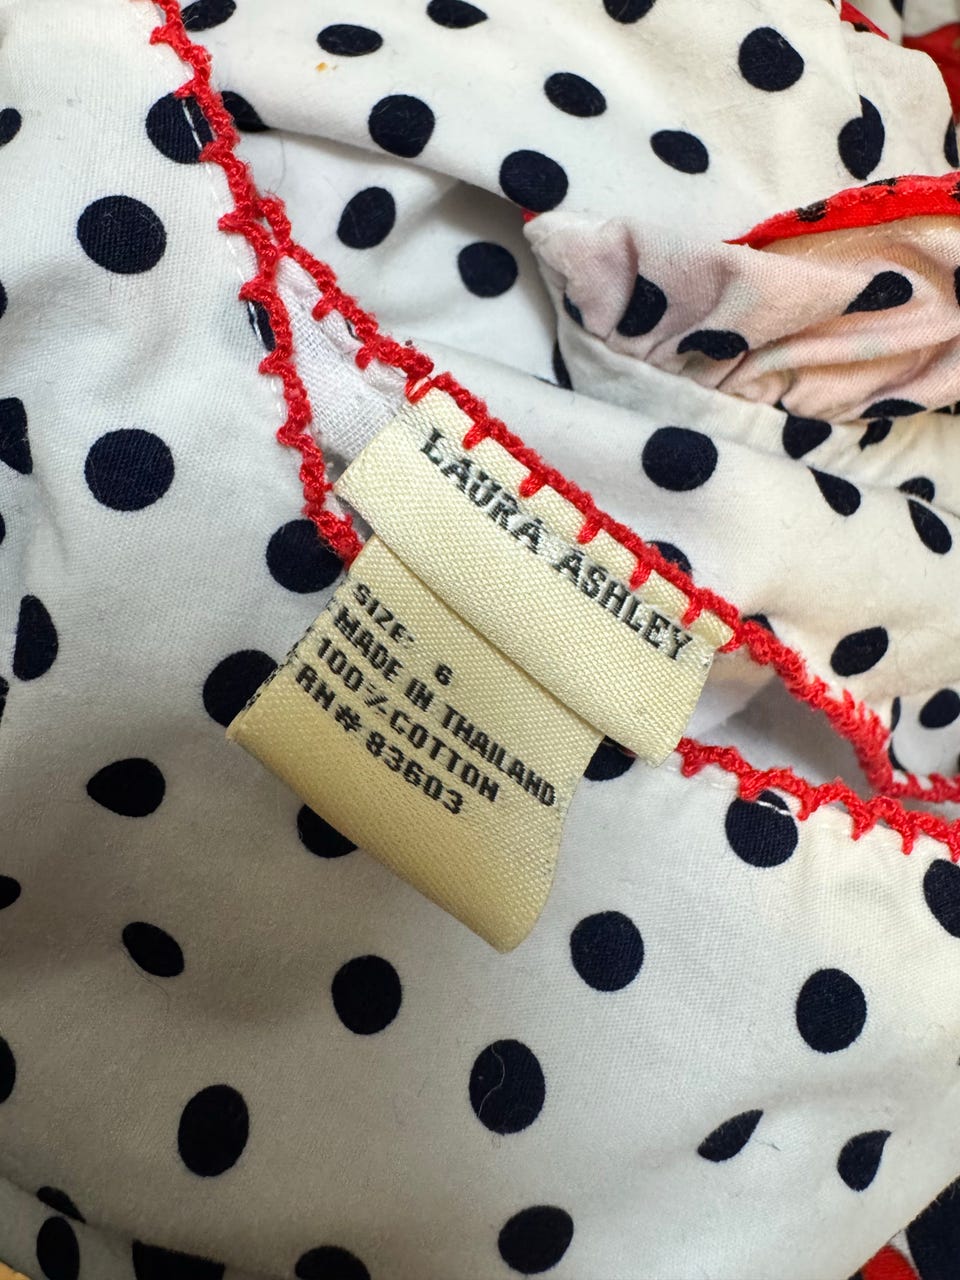 LAURA ASHLEY
SIZE- 6
MADE IN THAILAND
100% COTTON
RN# 83603